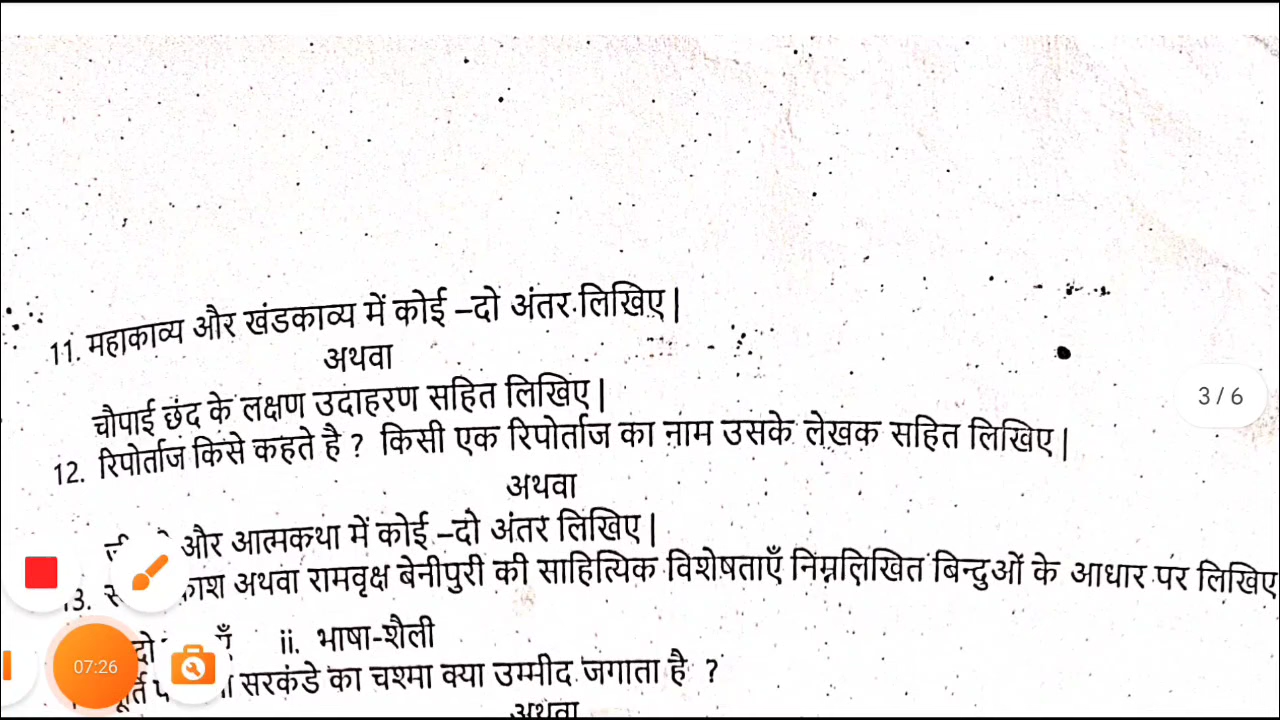 11. महाकाव्य और खंडकाव्य में कोई –दो अंतर लिखिए |
अथवा
चौपाई छंद के लक्षण उदाहरण सहित लिखिए |
12. रिपोर्ताज किसे कहते है ? किसी एक रिपोर्ताज का नाम उसके लेखक सहित लिखिए |
अथवा
और आत्मकथा में कोई –दो अंतर लिखिए |
अथवा रामवृक्ष बेनीपुरी की साहित्यिक विशेषताएँ निम्नलिखित बिन्दुओं के आधार पर लिखिए
दो ii. भाषा-शैली
सरकंडे का चश्मा क्या उम्मीद जगाता है ?
अथवा
3 / 6
07:26